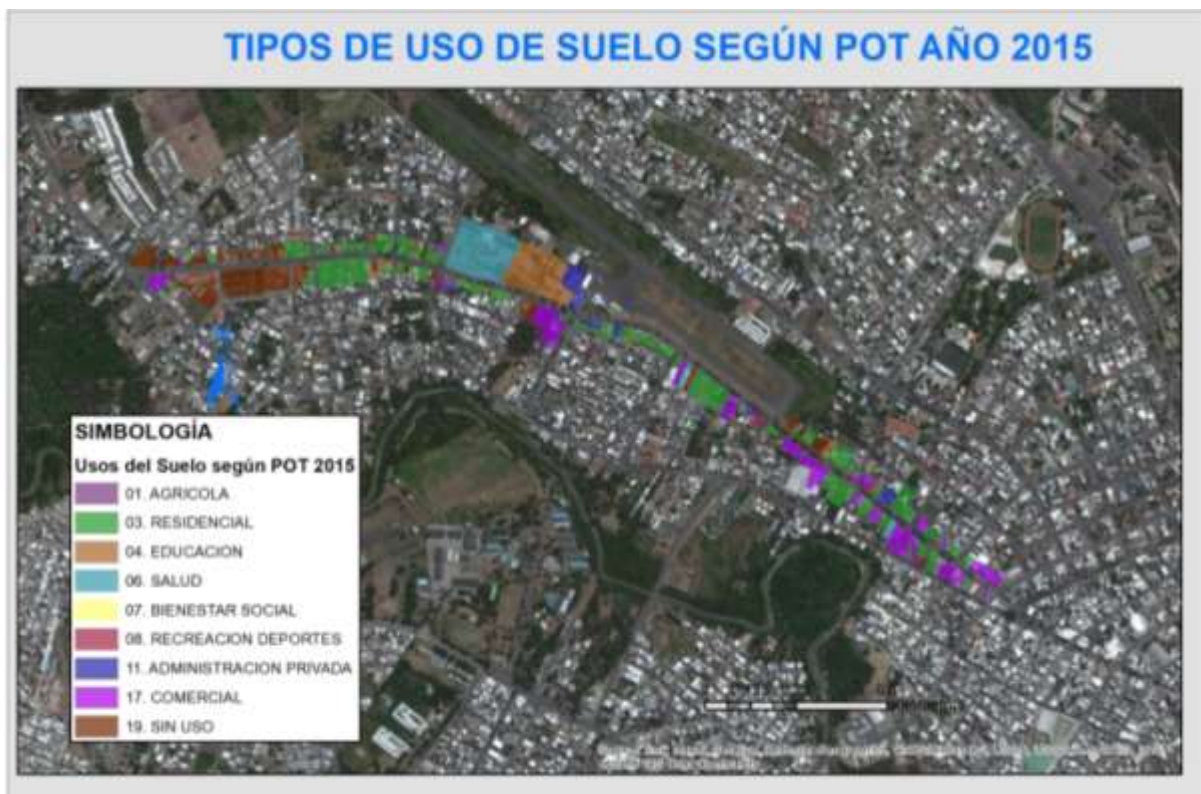 TIPOS DE USO DE SUELO SEGÚN POT AÑO 2015
SIMBOLOGÍA
Usos del Suelo según POT 2015
01. AGRICOLA
03. RESIDENCIAL
04. EDUCACION
06. SALUD
07. BIENESTAR SOCIAL
08. RECREACION DEPORTES
11. ADMINISTRACION PRIVADA
17. COMERCIAL
19. SIN USO